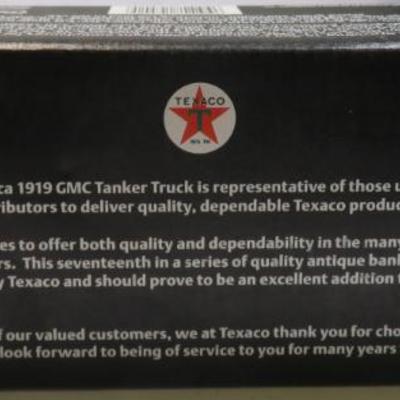 TEXACO
T
ca 1919 GMC Tanker Truck is representative of those u
ributors to deliver quality, dependable Texaco produc
es to offer both quality and dependability in the many
rs. This seventeenth in a series of quality antique bank
y Texaco and should prove to be an excellent addition t
f our valued customers, we at Texaco thank you for cho
look forward to being of service to you for many years